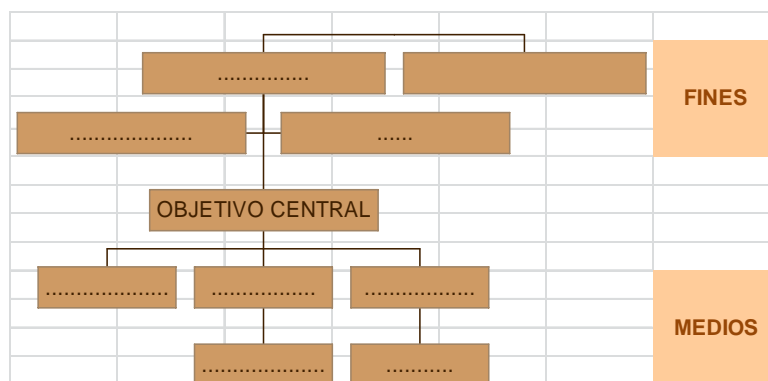 ...............
FINES
....................
......
OBJETIVO CENTRAL
....................
.................
..................
MEDIOS
....................
...........